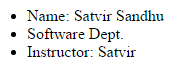 Name: Satvir Sandhu
Software Dept.
Instructor: Satvir